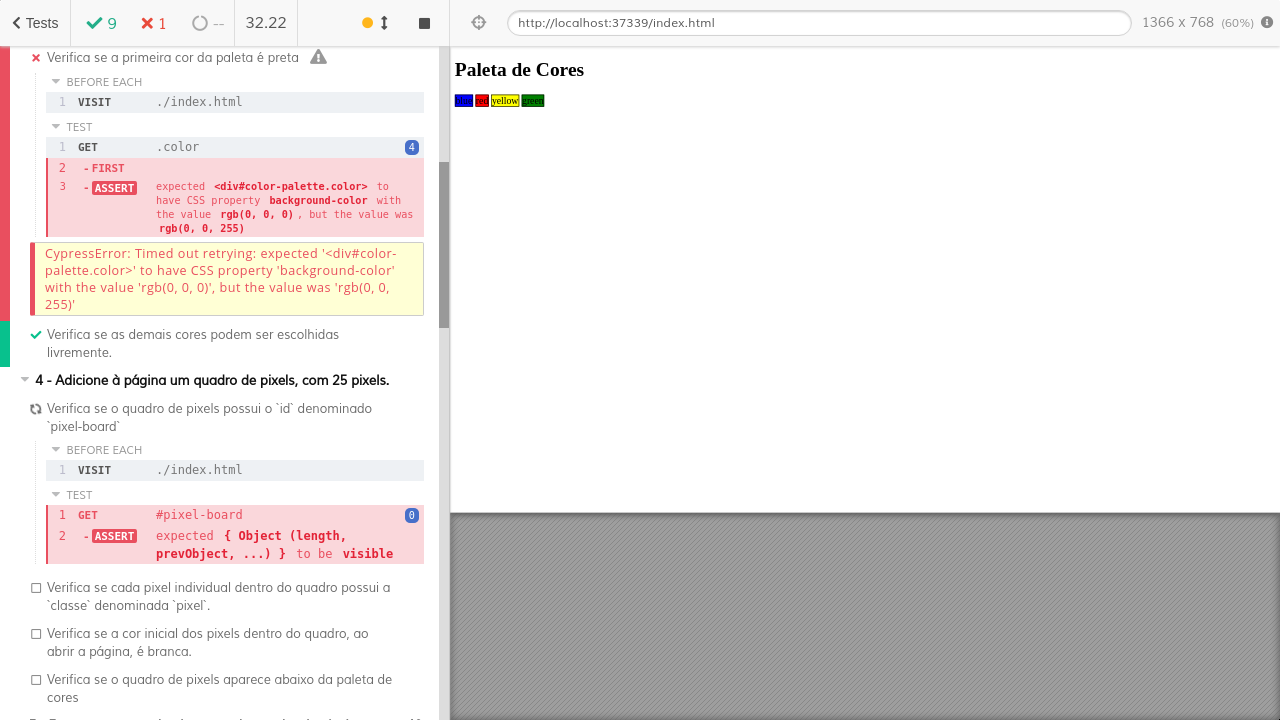 Tests
9
1
--
32.22
http://localhost:37339/index.html
1366 x 768 (60%)
Verifica se a primeira cor da paleta é preta
BEFORE EACH
1 VISIT ./index.html
TEST
1 GET .color 4
2 - FIRST
3 - ASSERT expected <div#color-palette.color> to
have CSS property background-color with
the value rgb(0, 0, 0) , but the value was
rgb(0, 0, 255)
CypressError: Timed out retrying: expected '<div#color-
palette.color>' to have CSS property 'background-color'
with the value 'rgb(0, 0, 0)', but the value was 'rgb(0, 0,
255)'
Verifica se as demais cores podem ser escolhidas
livremente.
4 - Adicione à página um quadro de pixels, com 25 pixels.
Verifica se o quadro de pixels possui o `id` denominado
`pixel-board`
BEFORE EACH
1 VISIT ./index.html
TEST
1 GET #pixel-board 0
2 - ASSERT expected { Object (length,
prevObject, ...) } to be visible
Verifica se cada pixel individual dentro do quadro possui a
`classe` denominada `pixel`.
Verifica se a cor inicial dos pixels dentro do quadro, ao
abrir a página, é branca.
Verifica se o quadro de pixels aparece abaixo da paleta de
cores
Paleta de Cores
red yellow green